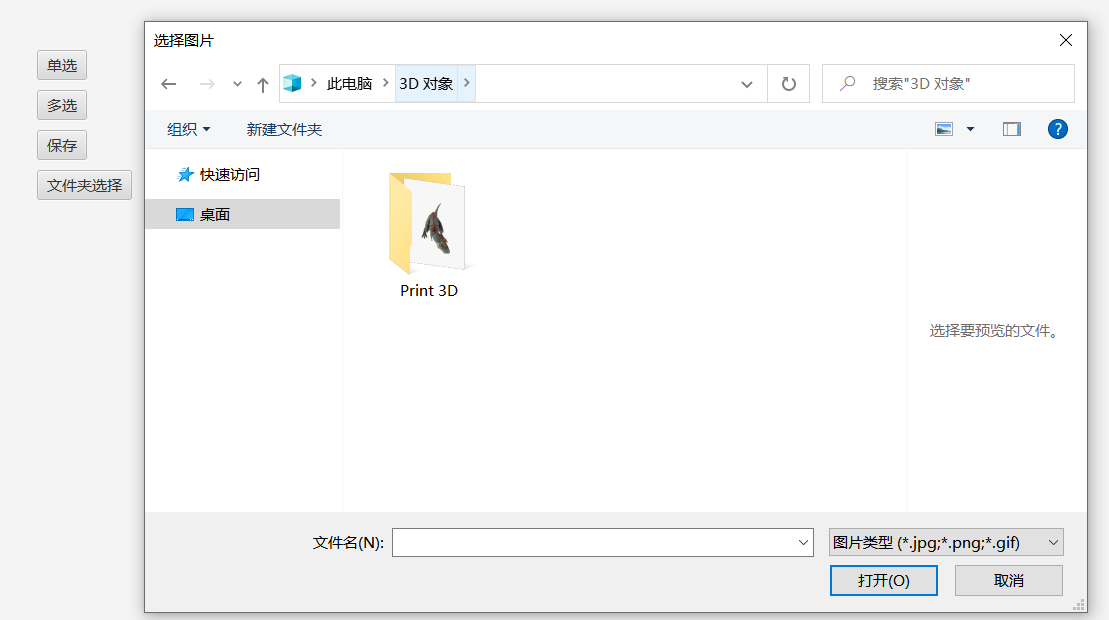 选择图片
单选
多选
保存
文件夹选择
此电脑
3D 对象
搜索"3D 对象"
组织
新建文件夹
?
快速访问
桌面
Print 3D
选择要预览的文件。
文件名(N):
图片类型 (*.jpg;*.png;*.gif)
打开(O)
取消